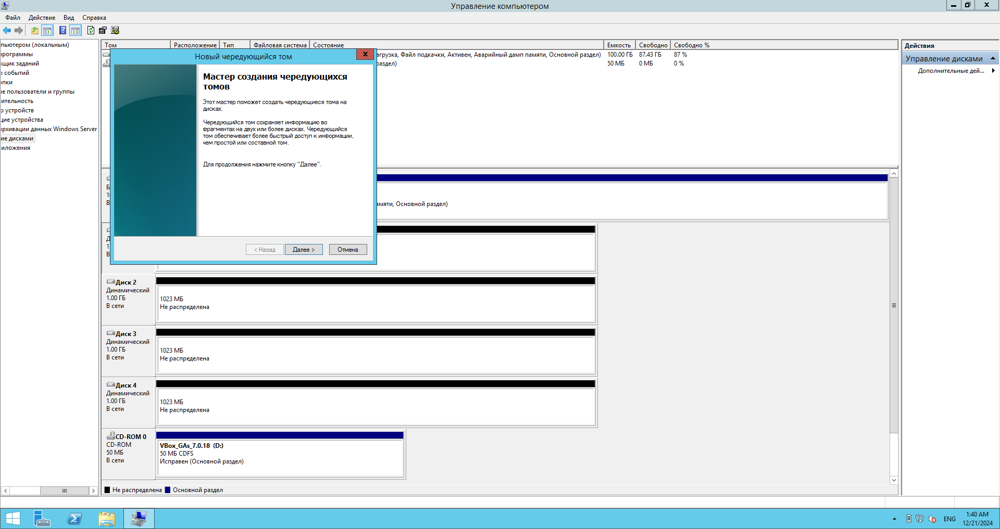 Управление компьютером
Файл Действие Вид Справка
пьютером (локальным)
программы
щик заданий
о событий
пки
е пользователи и группы
ительность
р устройств
ие устройства
архивации данных Windows Server
ие дисками
иложения
Том Расположение Тип Файловая система Состояние Емкость Свободно Свободно %
агрузка, Файл подкачки, Активен, Аварийный дамп памяти, Основной раздел) 100.00 ГБ 87.43 ГБ 87 %
раздел) 50 МБ 0 МБ 0 %
Новый чередующийся том
Мастер создания чередующихся
томов
Этот мастер поможет создать чередующиеся тома на
дисках.
Чередующийся том сохраняет информацию во
фрагментах на двух или более дисках. Чередующийся
том обеспечивает более быстрый доступ к информации,
чем простой или составной том.
Для продолжения нажмите кнопку "Далее".
< Назад Далее > Отмена
амяти, Основной раздел)
Диск 2
Динамический
1.00 ГБ
В сети
1023 МБ
Не распределена
Диск 3
Динамический
1.00 ГБ
В сети
1023 МБ
Не распределена
Диск 4
Динамический
1.00 ГБ
В сети
1023 МБ
Не распределена
CD-ROM 0
CD-ROM
50 МБ
В сети
VBox_GAs_7.0.18 (D:)
50 МБ CDFS
Исправен (Основной раздел)
Не распределена Основной раздел
Действия
Управление дисками
Дополнительные дей...
ENG
1:40 AM
12/21/2024